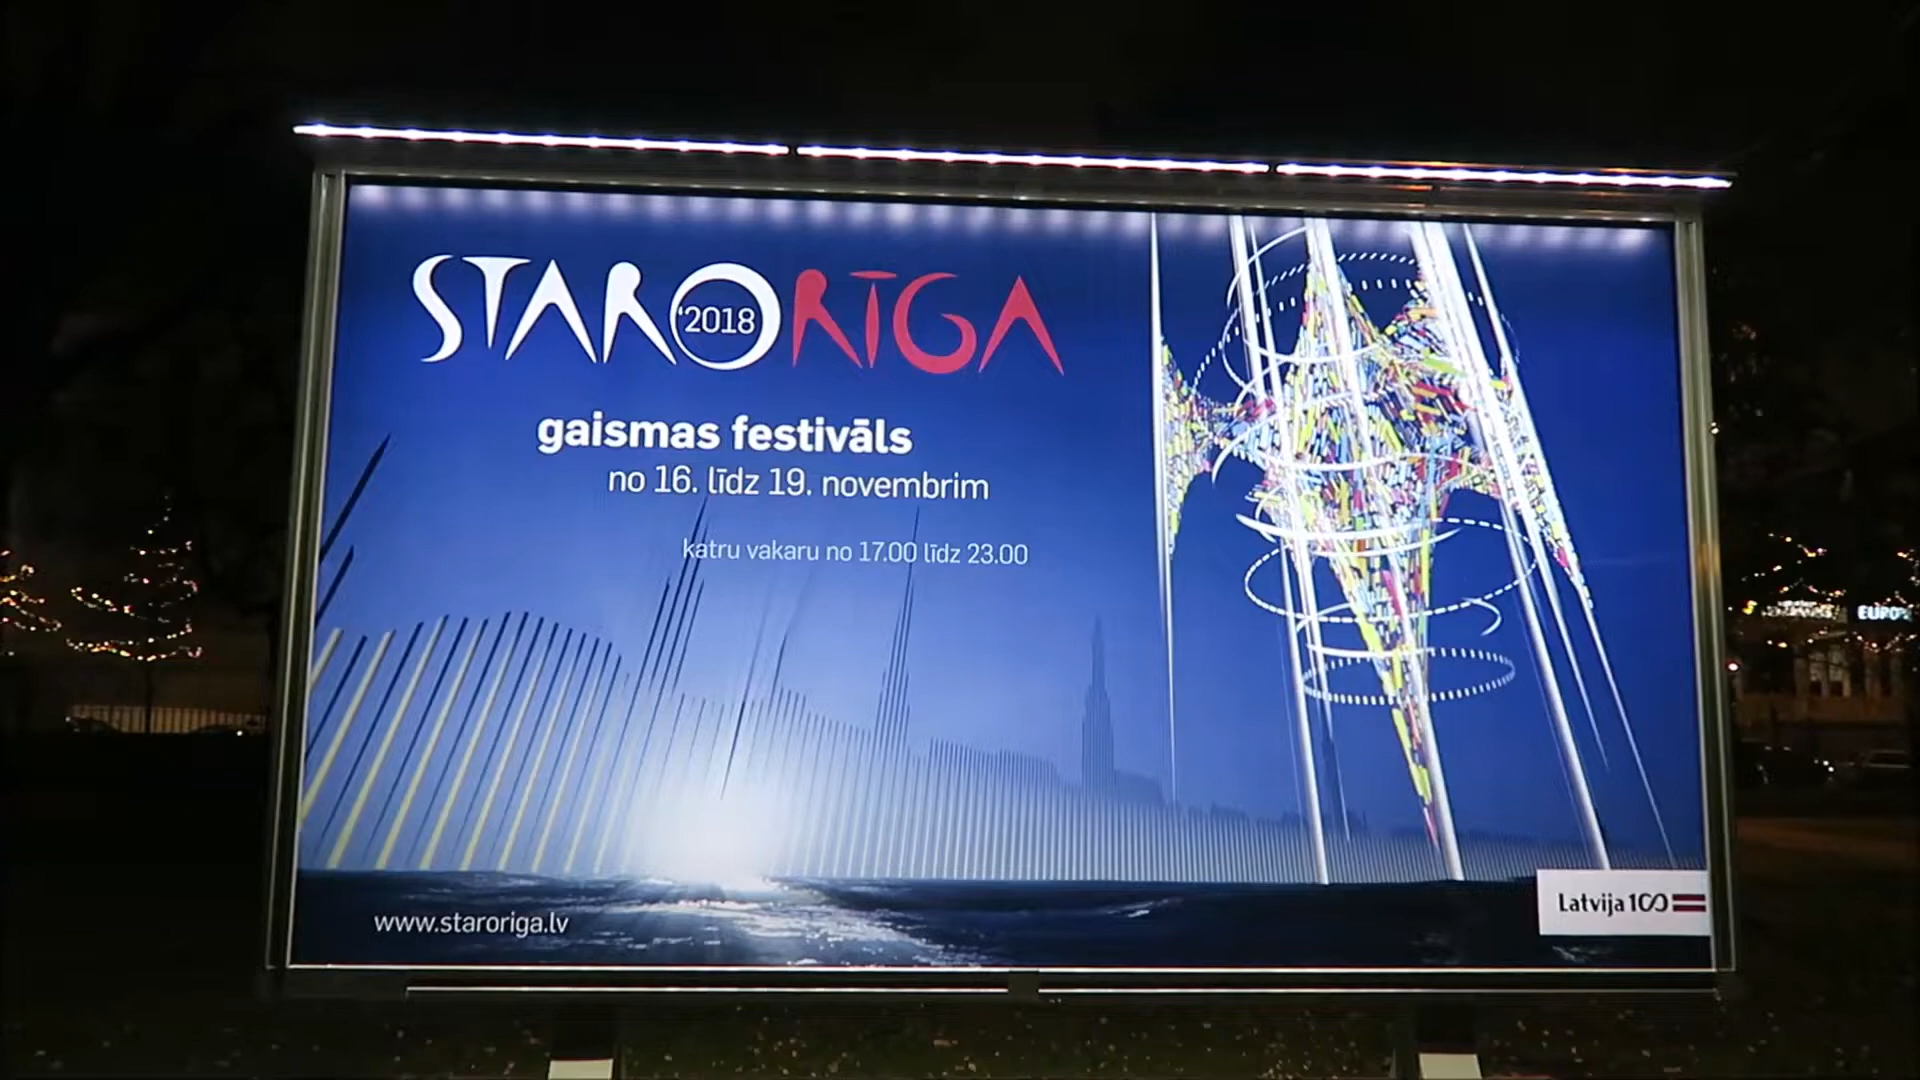 STARO RĪGA
'2018
gaismas festivāls
no 16. līdz 19. novembrim
katru vakaru no 17.00 līdz 23.00
www.staroriga.lv
Latvija 100